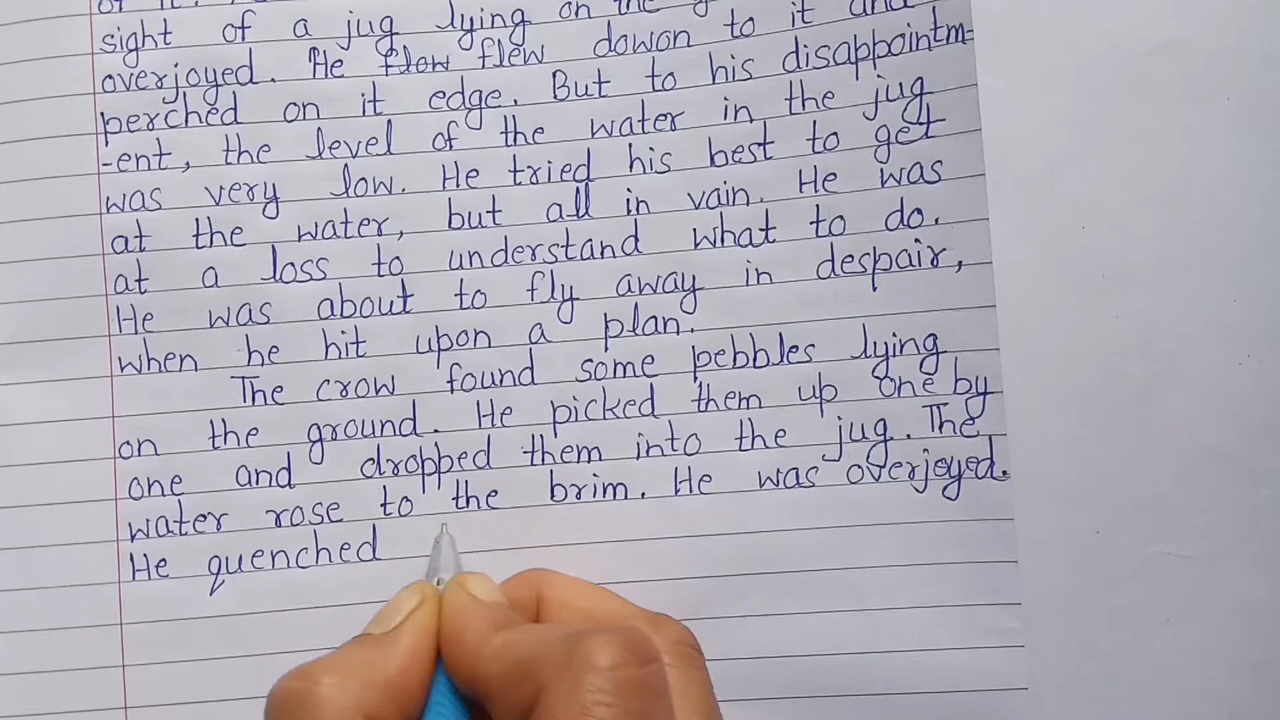 of it.
sight of a jug lying on the
overjoyed. He flow flew dowon to it and
perched on it edge. But to his disappointm-
-ent, the level of the water in the jug
was very low. He tried his best to get
at the water, but all in vain. He was
at a loss to understand what to do.
He was about to fly away in despair,
when he hit upon a plan.
The crow found some pebbles lying
on the ground. He picked them up one by
one and dropped them into the jug. The
water rose to the brim. He was overjoyed.
He quenched